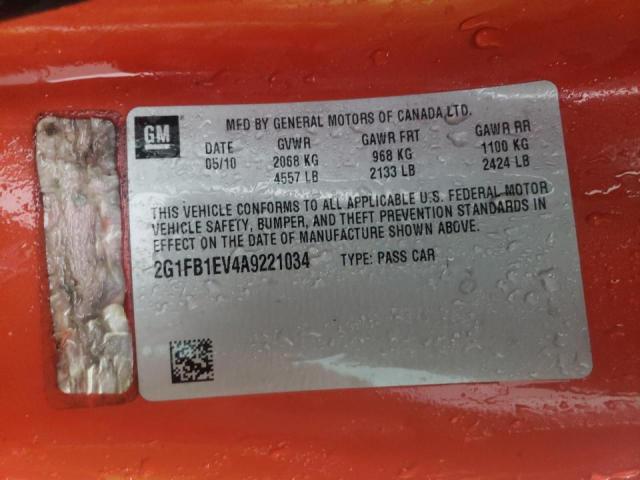 GM
MFD BY GENERAL MOTORS OF CANADA LTD.
DATE GVWR GAWR FRT GAWR RR
05/10 2068 KG 968 KG 1100 KG
4557 LB 2133 LB 2424 LB
THIS VEHICLE CONFORMS TO ALL APPLICABLE U.S. FEDERAL MOTOR
VEHICLE SAFETY, BUMPER, AND THEFT PREVENTION STANDARDS IN
EFFECT ON THE DATE OF MANUFACTURE SHOWN ABOVE.
2G1FB1EV4A9221034 TYPE: PASS CAR